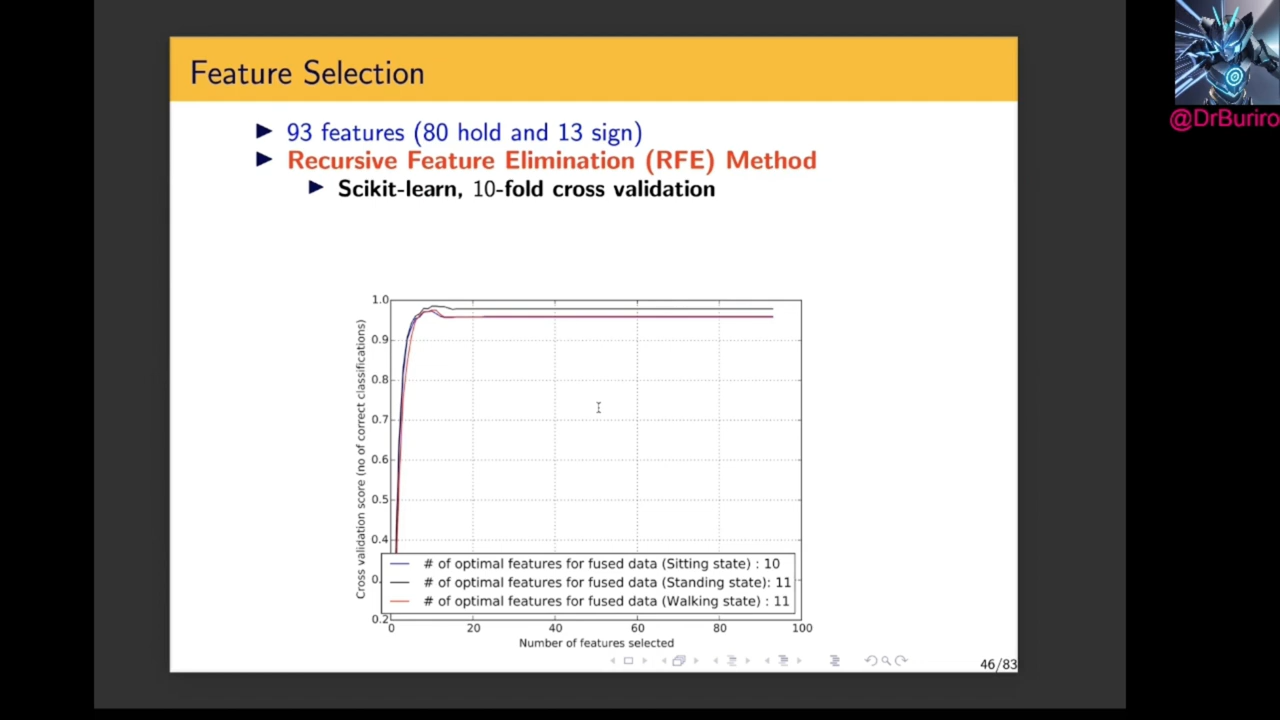 Feature Selection
@DrBuriro
93 features (80 hold and 13 sign)
Recursive Feature Elimination (RFE) Method
Scikit-learn, 10-fold cross validation
Cross validation score (no of correct classifications)
1.0
0.9
0.8
0.7
0.6
0.5
0.4
0.
0.2
# of optimal features for fused data (Sitting state) : 10
# of optimal features for fused data (Standing state): 11
# of optimal features for fused data (Walking state) : 11
0 20 40 60 80 100
Number of features selected
46/83